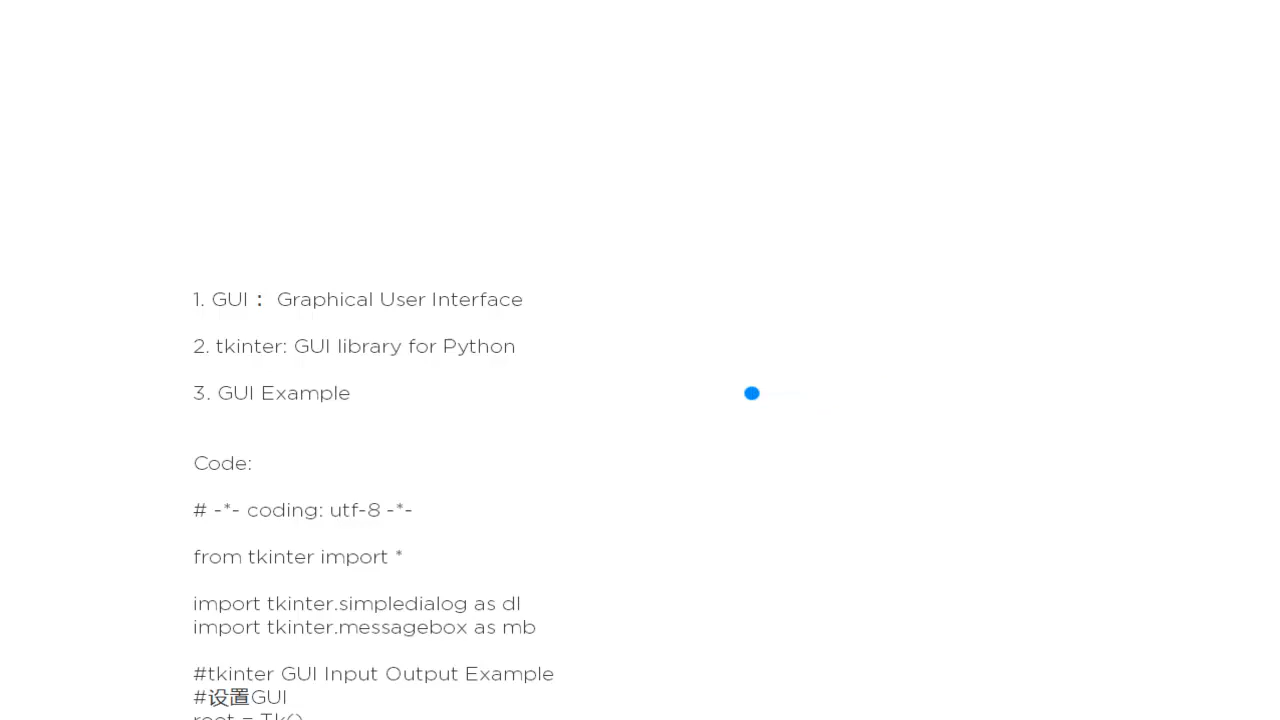 1. GUI： Graphical User Interface
2. tkinter: GUI library for Python
3. GUI Example
Code:
# -*- coding: utf-8 -*-
from tkinter import *
import tkinter.simpledialog as dl
import tkinter.messagebox as mb
#tkinter GUI Input Output Example
#设置GUI
root = Tk()